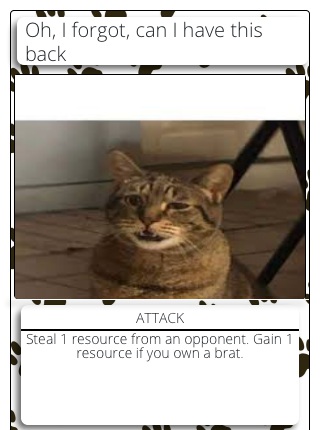 Oh, I forgot, can I have this
back
ATTACK
Steal 1 resource from an opponent. Gain 1
resource if you own a brat.